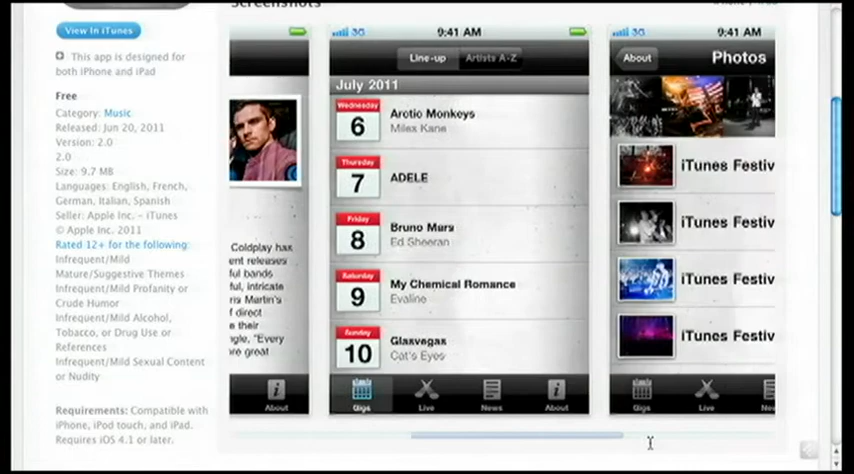 Screenshots
View In iTunes
This app is designed for
both iPhone and iPad
Free
Category: Music
Released: Jun 20, 2011
Version: 2.0
2.0
Size: 9.7 MB
Languages: English, French,
German, Italian, Spanish
Seller: Apple Inc. - iTunes
© Apple Inc. 2011
Rated 12+ for the following:
Infrequent/Mild
Mature/Suggestive Themes
Infrequent/Mild Profanity or
Crude Humor
Infrequent/Mild Alcohol,
Tobacco, or Drug Use or
References
Infrequent/Mild Sexual Content
or Nudity
Requirements: Compatible with
iPhone, iPod touch, and iPad.
Requires iOS 4.1 or later.
Coldplay has
ent releases
ful bands
ful, intricate
ris Martin's
f direct
e their
ngle, "Every
re great
About
3G 9:41 AM
Line-up Artists A-Z
July 2011
Wednesday
6
Arctic Monkeys
Miles Kane
Thursday
7
ADELE
Friday
8
Bruno Mars
Ed Sheeran
Saturday
9
My Chemical Romance
Evaline
Sunday
10
Glasvegas
Cat's Eyes
Gigs Live News About
3G 9:41 AM
About Photos
iTunes Festiv
iTunes Festiv
iTunes Festiv
iTunes Festiv
Gigs Live Ne